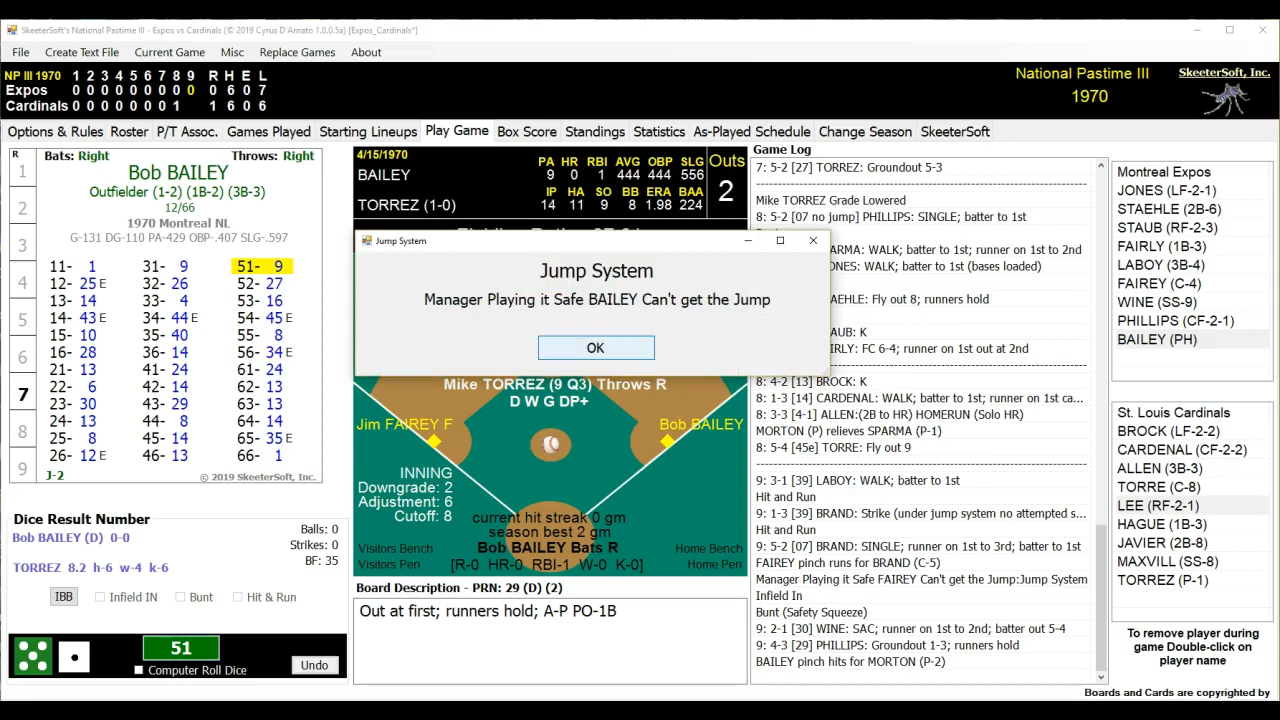 SkeeterSoft's National Pastime III - Expos vs Cardinals (© 2019 Cyrus D'Amato 1.0.0.5a) [Expos_Cardinals*]
File Create Text File Current Game Misc Replace Games About
NP III 1970 1 2 3 4 5 6 7 8 9 R H E L
Expos 0 0 0 0 0 0 0 0 0 0 6 0 7
Cardinals 0 0 0 0 0 0 0 1 1 6 0 6
National Pastime III
1970
SkeeterSoft, Inc.
Options & Rules Roster P/T Assoc. Games Played Starting Lineups Play Game Box Score Standings Statistics As-Played Schedule Change Season SkeeterSoft
R
1
2
3
4
5
6
7
8
9
Bats: Right Throws: Right
Bob BAILEY
Outfielder (1-2) (1B-2) (3B-3)
12/66
1970 Montreal NL
G-131 DG-110 PA-429 OBP-.407 SLG-.597
11- 1 31- 9 51- 9
12- 25 E 32- 26 52- 27
13- 14 33- 4 53- 16
14- 43 E 34- 44 E 54- 45 E
15- 10 35- 40 55- 8
16- 28 36- 14 56- 34 E
21- 13 41- 24 61- 24
22- 6 42- 13 62- 13
23- 30 43- 29 63- 13
24- 13 44- 8 64- 14
25- 8 45- 14 65- 35 E
26- 12 E 46- 13 66- 1
J-2 © 2019 SkeeterSoft, Inc.
Dice Result Number
Bob BAILEY (D) 0-0
TORREZ 8.2 h-6 w-4 k-6
Balls: 0
Strikes: 0
BF: 35
IBB Infield IN Bunt Hit & Run
51
Computer Roll Dice
Undo
4/15/1970 PA HR RBI AVG OBP SLG
BAILEY 9 0 1 444 444 556
IP HA SO BB ERA BAA
TORREZ (1-0) 14 11 9 8 1.98 224
Outs
2
Jump System
Jump System
Manager Playing it Safe BAILEY Can't get the Jump
OK
Mike TORREZ (9 Q3) Throws R
D W G DP+
Jim FAIREY F Bob BAILEY
INNING
Downgrade: 2
Adjustment: 6
Cutoff: 8
current hit streak 0 gm
season best 2 gm
Bob BAILEY Bats R
Visitors Bench Home Bench
Visitors Pen [R-0 HR-0 RBI-1 W-0 K-0] Home Pen
Board Description - PRN: 29 (D) (2)
Out at first; runners hold; A-P PO-1B
Game Log
7: 5-2 [27] TORREZ: Groundout 5-3
Mike TORREZ Grade Lowered
8: 5-2 [07 no jump] PHILLIPS: SINGLE; batter to 1st
ARMA: WALK; batter to 1st; runner on 1st to 2nd
ONES: WALK; batter to 1st (bases loaded)
AEHLE: Fly out 8; runners hold
AUB: K
IRLY: FC 6-4; runner on 1st out at 2nd
8: 4-2 [13] BROCK: K
8: 1-3 [14] CARDENAL: WALK; batter to 1st; runner on 1st ca...
8: 3-3 [4-1] ALLEN:(2B to HR) HOMERUN (Solo HR)
MORTON (P) relieves SPARMA (P-1)
8: 5-4 [45e] TORRE: Fly out 9
9: 3-1 [39] LABOY: WALK; batter to 1st
Hit and Run
9: 1-3 [39] BRAND: Strike (under jump system no attempted s...
Hit and Run
9: 5-2 [07] BRAND: SINGLE; runner on 1st to 3rd; batter to 1st
FAIREY pinch runs for BRAND (C-5)
Manager Playing it Safe FAIREY Can't get the Jump:Jump System
Infield In
Bunt (Safety Squeeze)
9: 2-1 [30] WINE: SAC; runner on 1st to 2nd; batter out 5-4
9: 4-3 [29] PHILLIPS: Groundout 1-3; runners hold
BAILEY pinch hits for MORTON (P-2)
Montreal Expos
JONES (LF-2-1)
STAEHLE (2B-6)
STAUB (RF-2-3)
FAIRLY (1B-3)
LABOY (3B-4)
FAIREY (C-4)
WINE (SS-9)
PHILLIPS (CF-2-1)
BAILEY (PH)
St. Louis Cardinals
BROCK (LF-2-2)
CARDENAL (CF-2-2)
ALLEN (3B-3)
TORRE (C-8)
LEE (RF-2-1)
HAGUE (1B-3)
JAVIER (2B-8)
MAXVILL (SS-8)
TORREZ (P-1)
To remove player during
game Double-click on
player name
Boards and Cards are copyrighted by